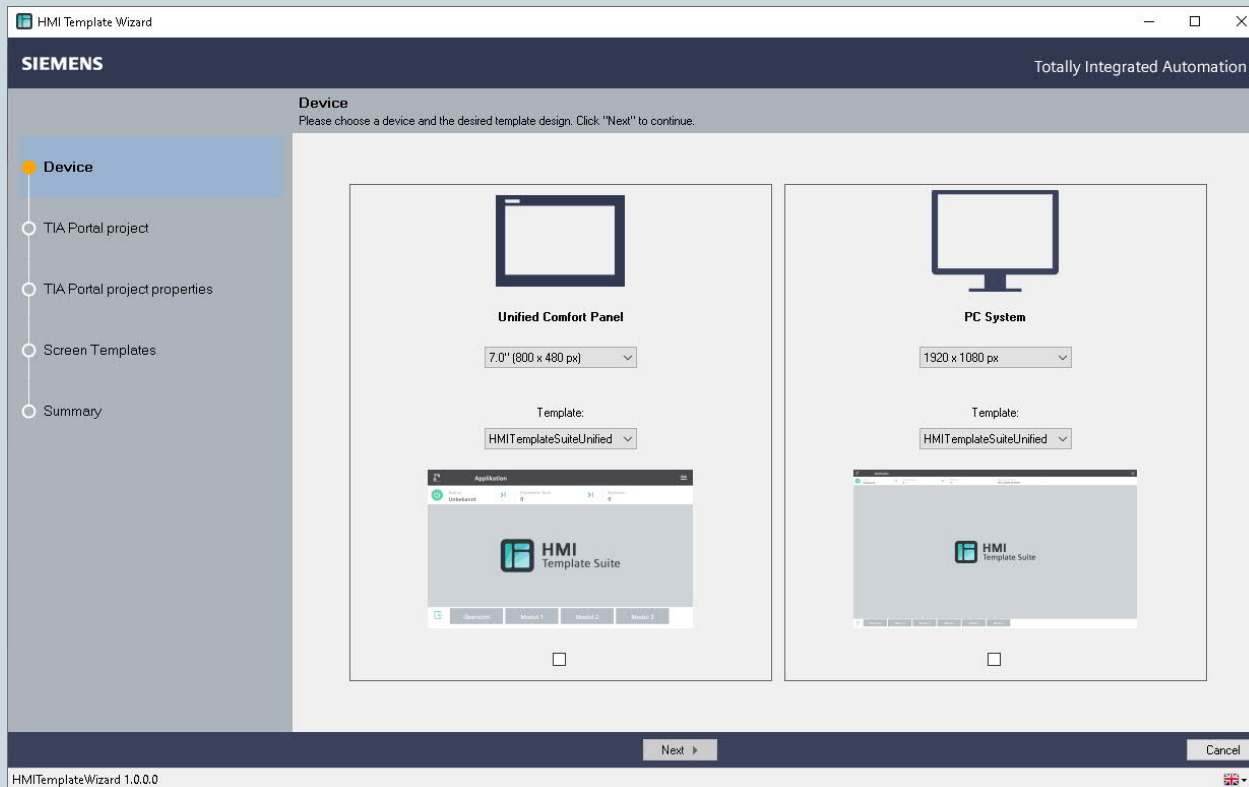 HMI Template Wizard
SIEMENS
Totally Integrated Automation
Device
Please choose a device and the desired template design. Click "Next" to continue.
Device
TIA Portal project
TIA Portal project properties
Screen Templates
Summary
Unified Comfort Panel
7.0" (800 x 480 px)
Template:
HMITemplateSuiteUnified
Applikation
Unbekannt
0
0
HMI
Template Suite
Übersicht Modul 1 Modul 2 Modul 3
PC System
1920 x 1080 px
Template:
HMITemplateSuiteUnified
HMI
Template Suite
Next
Cancel
HMITemplateWizard 1.0.0.0